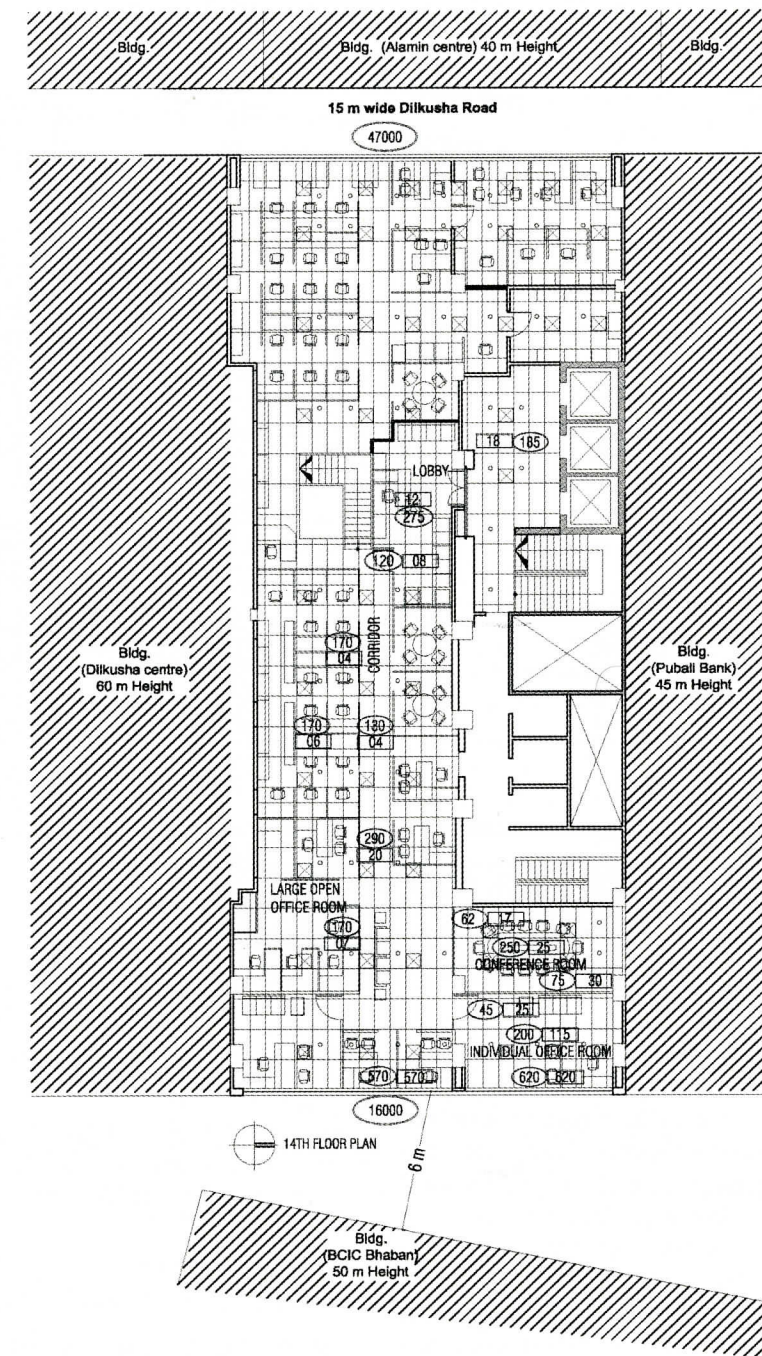 Bldg.
Bldg. (Alamin centre) 40 m Height
Bldg.
15 m wide Dilkusha Road
47000
18 185
LOBBY
12
275
120 08
CORRIDOR
170
04
Bldg.
(Dilkusha centre)
60 m Height
Bldg.
(Pubali Bank)
45 m Height
170
06
180
04
290
20
LARGE OPEN
OFFICE ROOM
170
07
62 17
250 25
CONFERENCE ROOM
75 30
45 25
200 115
INDIVIDUAL OFFICE ROOM
570 570
620 620
16000
14TH FLOOR PLAN
6 m
Bldg.
(BCIC Bhaban)
50 m Height